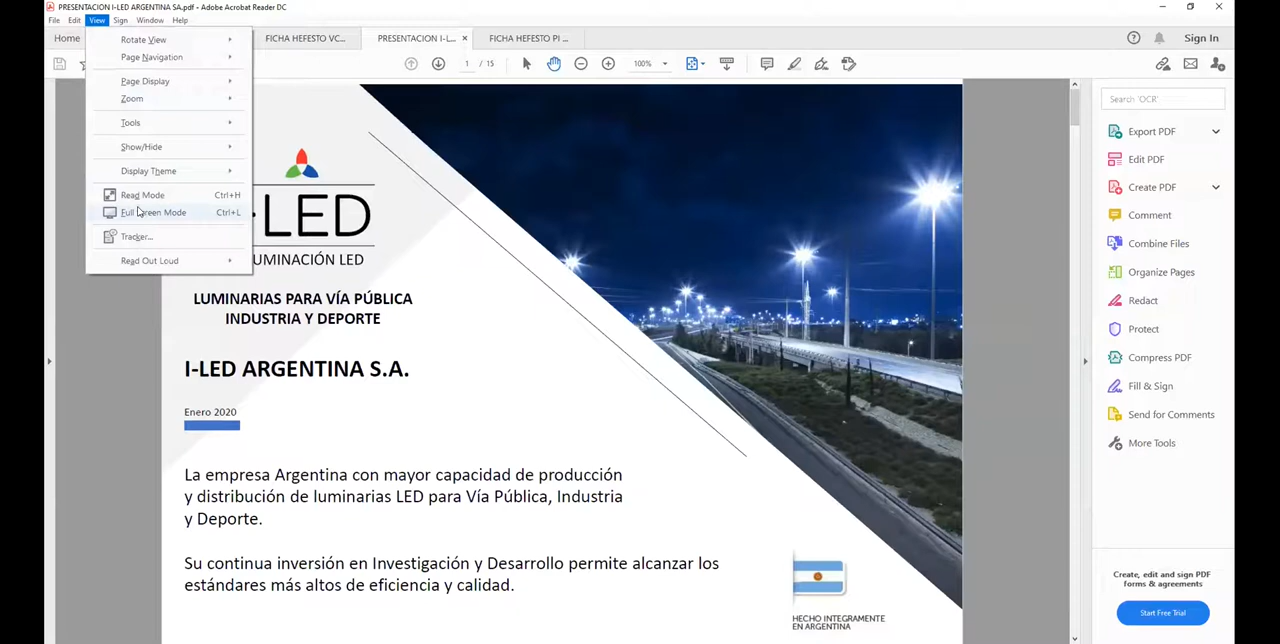 PRESENTACION I-LED ARGENTINA SA.pdf - Adobe Acrobat Reader DC
File Edit View Sign Window Help
Home
FICHA HEFESTO VC...
PRESENTACION I-L... ×
FICHA HEFESTO PI ...
Sign In
1 / 15
100%
Rotate View
Page Navigation
Page Display
Zoom
Tools
Show/Hide
Display Theme
Read Mode Ctrl+H
Full Screen Mode Ctrl+L
Tracker...
Read Out Loud
LED
UMINACIÓN LED
LUMINARIAS PARA VÍA PÚBLICA
INDUSTRIA Y DEPORTE
I-LED ARGENTINA S.A.
Enero 2020
La empresa Argentina con mayor capacidad de producción
y distribución de luminarias LED para Vía Pública, Industria
y Deporte.
Su continua inversión en Investigación y Desarrollo permite alcanzar los
estándares más altos de eficiencia y calidad.
HECHO INTEGRAMENTE
EN ARGENTINA
Search 'OCR'
Export PDF
Edit PDF
Create PDF
Comment
Combine Files
Organize Pages
Redact
Protect
Compress PDF
Fill & Sign
Send for Comments
More Tools
Create, edit and sign PDF
forms & agreements
Start Free Trial